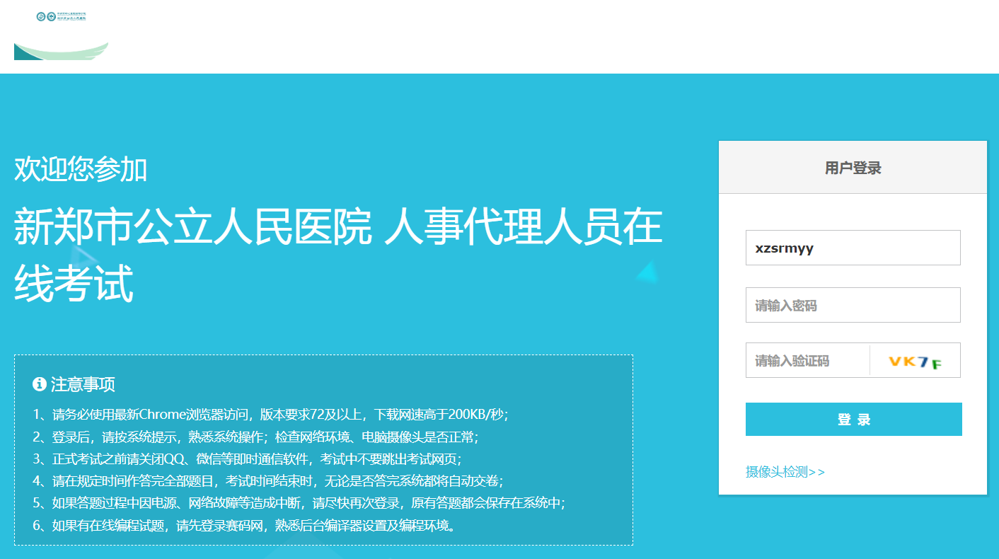 欢迎您参加
新郑市公立人民医院 人事代理人员在
线考试
注意事项
1、请务必使用最新Chrome浏览器访问，版本要求72及以上，下载网速高于200KB/秒；
2、登录后，请按系统提示，熟悉系统操作；检查网络环境、电脑摄像头是否正常；
3、正式考试之前请关闭QQ、微信等即时通信软件，考试中不要跳出考试网页；
4、请在规定时间作答完全部题目，考试时间结束时，无论是否答完系统都将自动交卷；
5、如果答题过程中因电源、网络故障等造成中断，请尽快再次登录，原有答题都会保存在系统中；
6、如果有在线编程试题，请先登录赛码网，熟悉后台编译器设置及编程环境。
用户登录
xzsrmyy
请输入密码
请输入验证码 VK7F
登 录
摄像头检测>>